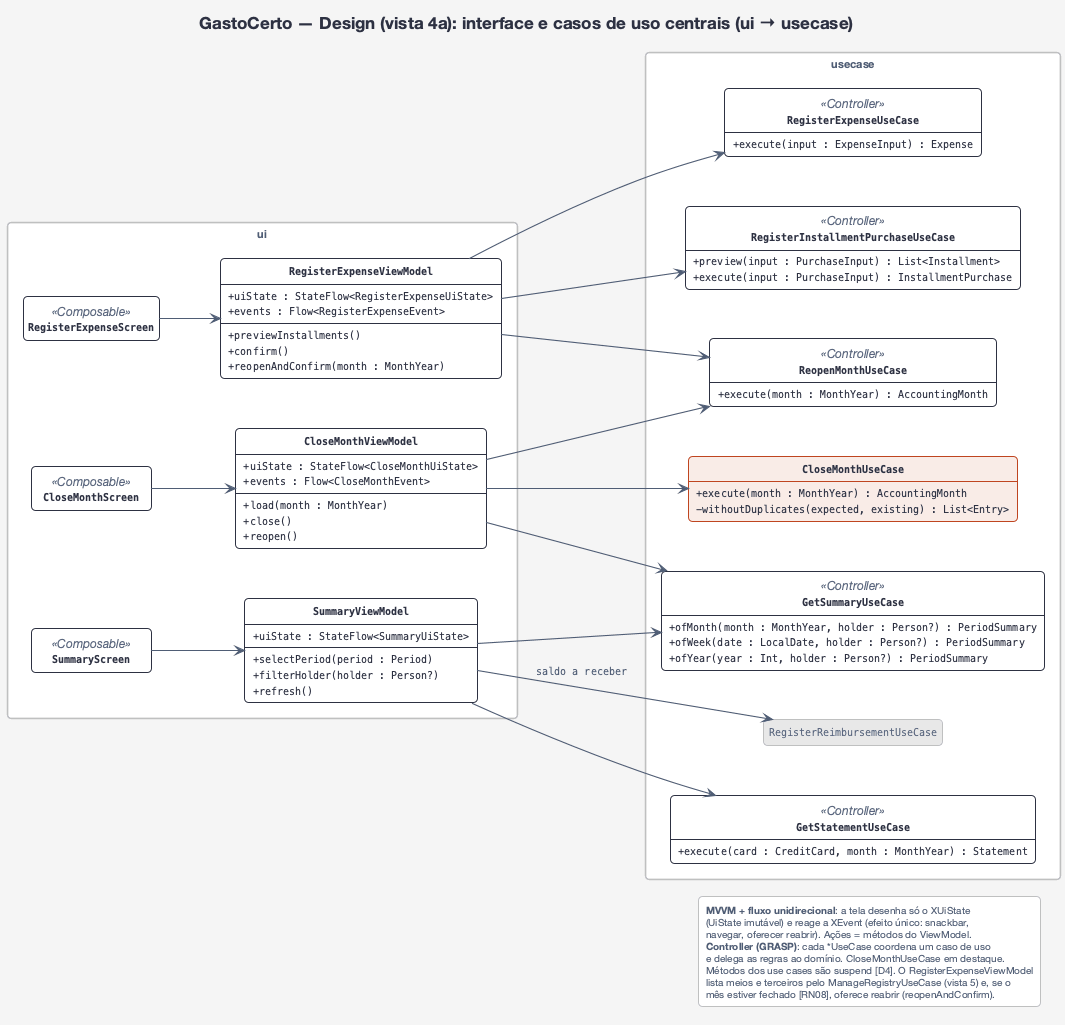 GastoCerto — Design (vista 4a): interface e casos de uso centrais (ui → usecase)
ui
«Composable»
RegisterExpenseScreen
RegisterExpenseViewModel
+uiState : StateFlow<RegisterExpenseUiState>
+events : Flow<RegisterExpenseEvent>
+previewInstallments()
+confirm()
+reopenAndConfirm(month : MonthYear)
«Composable»
CloseMonthScreen
CloseMonthViewModel
+uiState : StateFlow<CloseMonthUiState>
+events : Flow<CloseMonthEvent>
+load(month : MonthYear)
+close()
+reopen()
«Composable»
SummaryScreen
SummaryViewModel
+uiState : StateFlow<SummaryUiState>
+selectPeriod(period : Period)
+filterHolder(holder : Person?)
+refresh()
saldo a receber
usecase
«Controller»
RegisterExpenseUseCase
+execute(input : ExpenseInput) : Expense
«Controller»
RegisterInstallmentPurchaseUseCase
+preview(input : PurchaseInput) : List<Installment>
+execute(input : PurchaseInput) : InstallmentPurchase
«Controller»
ReopenMonthUseCase
+execute(month : MonthYear) : AccountingMonth
CloseMonthUseCase
+execute(month : MonthYear) : AccountingMonth
−withoutDuplicates(expected, existing) : List<Entry>
«Controller»
GetSummaryUseCase
+ofMonth(month : MonthYear, holder : Person?) : PeriodSummary
+ofWeek(date : LocalDate, holder : Person?) : PeriodSummary
+ofYear(year : Int, holder : Person?) : PeriodSummary
RegisterReimbursementUseCase
«Controller»
GetStatementUseCase
+execute(card : CreditCard, month : MonthYear) : Statement
MVVM + fluxo unidirecional: a tela desenha só o XUiState
(UiState imutável) e reage a XEvent (efeito único: snackbar,
navegar, oferecer reabrir). Ações = métodos do ViewModel.
Controller (GRASP): cada *UseCase coordena um caso de uso
e delega as regras ao domínio. CloseMonthUseCase em destaque.
Métodos dos use cases são suspend [D4]. O RegisterExpenseViewModel
lista meios e terceiros pelo ManageRegistryUseCase (vista 5) e, se o
mês estiver fechado [RN08], oferece reabrir (reopenAndConfirm).